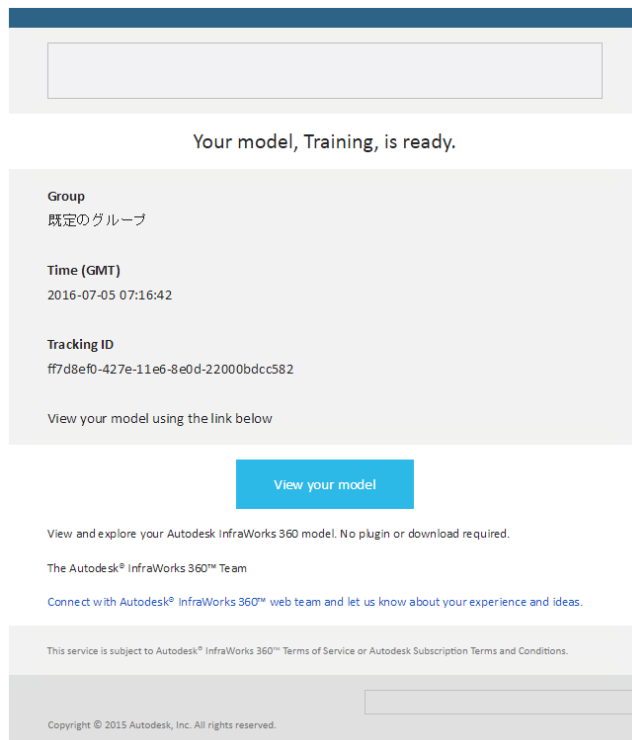 Your model, Training, is ready.
Group
既定のグループ
Time (GMT)
2016-07-05 07:16:42
Tracking ID
ff7d8ef0-427e-11e6-8e0d-22000bdcc582
View your model using the link below
View your model
View and explore your Autodesk InfraWorks 360 model. No plugin or download required.
The Autodesk® InfraWorks 360™ Team
Connect with Autodesk® InfraWorks 360™ web team and let us know about your experience and ideas.
This service is subject to Autodesk® InfraWorks 360™ Terms of Service or Autodesk Subscription Terms and Conditions.
Copyright © 2015 Autodesk, Inc. All rights reserved.